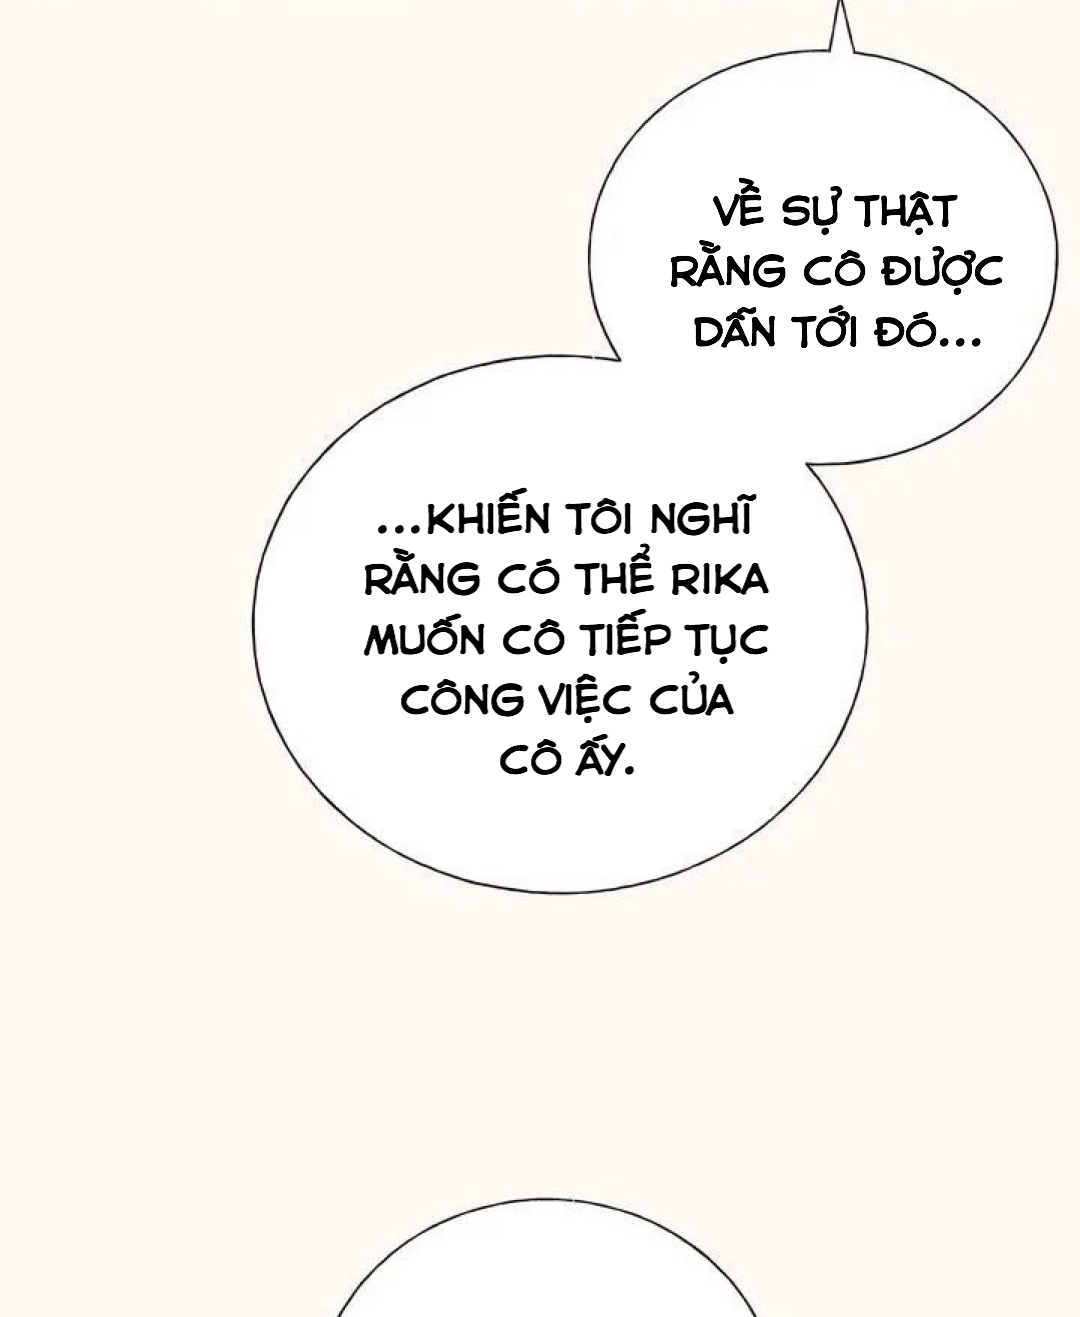 VỀ SỰ THẬT
RẰNG CÔ ĐƯỢC
DẪN TỚI ĐÓ...
...KHIẾN TÔI NGHĨ
RẰNG CÓ THỂ RIKA
MUỐN CÔ TIẾP TỤC
CÔNG VIỆC CỦA
CÔ ẤY.